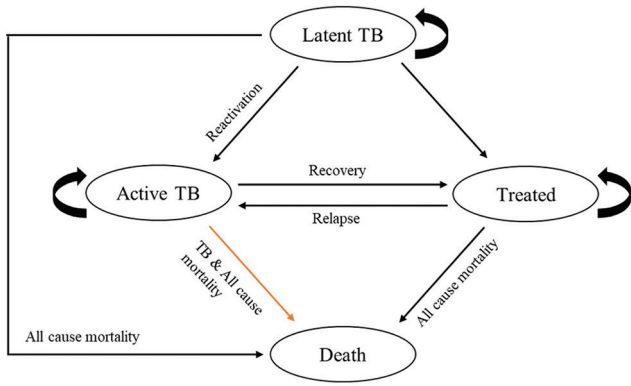 Latent TB
Reactivation
Active TB
Recovery
Relapse
Treated
TB & All cause
mortality
All cause mortality
All cause mortality
Death